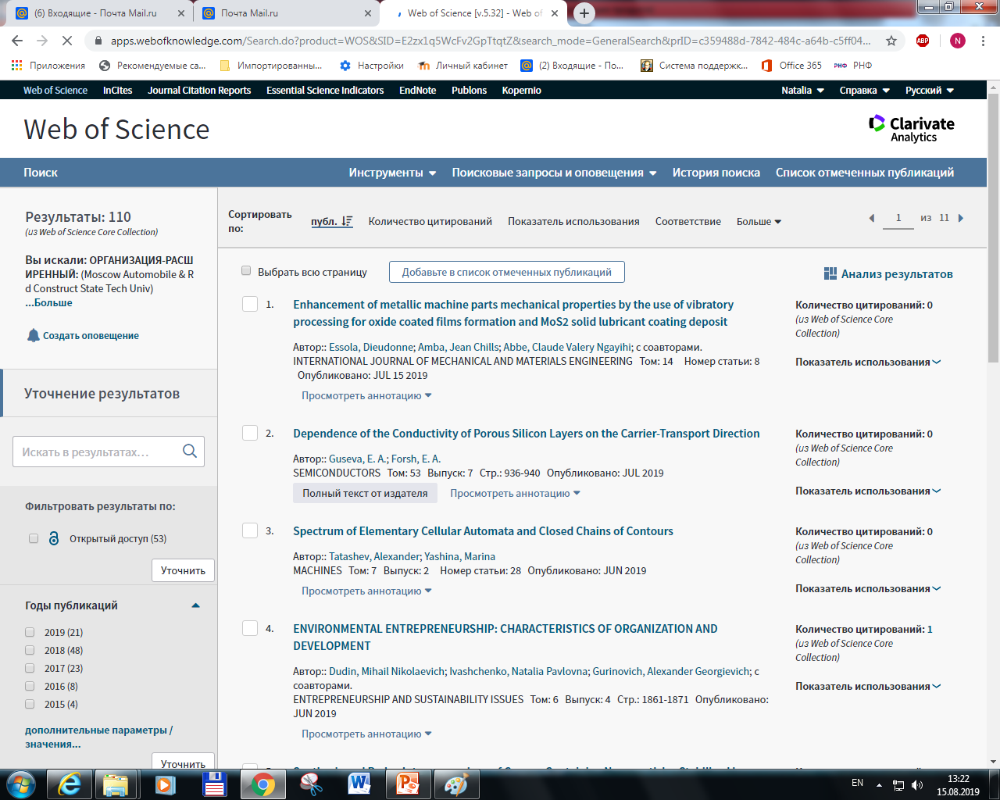 (6) Входящие - Почта Mail.ru
Почта Mail.ru
Web of Science [v.5.32] - Web of
apps.webofknowledge.com/Search.do?product=WOS&SID=E2zx1q5WcFv2GpTtqtZ&search_mode=GeneralSearch&prID=c359488d-7842-484c-a64b-c5ff04...
ABP
N
Приложения
Рекомендуемые са...
Импортированны...
Настройки
Личный кабинет
(2) Входящие - По...
Система поддержк...
Office 365
РНФ РНФ
Web of Science InCites Journal Citation Reports Essential Science Indicators EndNote Publons Kopernio
Natalia Справка Русский
Web of Science
Clarivate
Analytics
Поиск
Инструменты Поисковые запросы и оповещения История поиска Список отмеченных публикаций
Результаты: 110
(из Web of Science Core Collection)
Вы искали: ОРГАНИЗАЦИЯ-РАСШ
ИРЕННЫЙ: (Moscow Automobile & R
d Construct State Tech Univ)
...Больше
Создать оповещение
Уточнение результатов
Искать в результатах...
Фильтровать результаты по:
Открытый доступ (53)
Уточнить
Годы публикаций
2019 (21)
2018 (48)
2017 (23)
2016 (8)
2015 (4)
дополнительные параметры /
значения...
Уточнить
Сортировать
по:
публ. Количество цитирований Показатель использования Соответствие Больше
1 из 11
Выбрать всю страницу
Добавьте в список отмеченных публикаций
Анализ результатов
1. Enhancement of metallic machine parts mechanical properties by the use of vibratory
processing for oxide coated films formation and MoS2 solid lubricant coating deposit
Автор:: Essola, Dieudonne; Amba, Jean Chills; Abbe, Claude Valery Ngayihi; с соавторами.
INTERNATIONAL JOURNAL OF MECHANICAL AND MATERIALS ENGINEERING Том: 14 Номер статьи: 8
Опубликовано: JUL 15 2019
Просмотреть аннотацию
Количество цитирований: 0
(из Web of Science Core
Collection)
Показатель использования
2. Dependence of the Conductivity of Porous Silicon Layers on the Carrier-Transport Direction
Автор:: Guseva, E. A.; Forsh, E. A.
SEMICONDUCTORS Том: 53 Выпуск: 7 Стр.: 936-940 Опубликовано: JUL 2019
Полный текст от издателя
Просмотреть аннотацию
Количество цитирований: 0
(из Web of Science Core
Collection)
Показатель использования
3. Spectrum of Elementary Cellular Automata and Closed Chains of Contours
Автор:: Tatashev, Alexander; Yashina, Marina
MACHINES Том: 7 Выпуск: 2 Номер статьи: 28 Опубликовано: JUN 2019
Просмотреть аннотацию
Количество цитирований: 0
(из Web of Science Core
Collection)
Показатель использования
4. ENVIRONMENTAL ENTREPRENEURSHIP: CHARACTERISTICS OF ORGANIZATION AND
DEVELOPMENT
Автор:: Dudin, Mihail Nikolaevich; Ivashchenko, Natalia Pavlovna; Gurinovich, Alexander Georgievich; с
соавторами.
ENTREPRENEURSHIP AND SUSTAINABILITY ISSUES Том: 6 Выпуск: 4 Стр.: 1861-1871 Опубликовано:
JUN 2019
Просмотреть аннотацию
Количество цитирований: 1
(из Web of Science Core
Collection)
Показатель использования
EN
13:22
15.08.2019